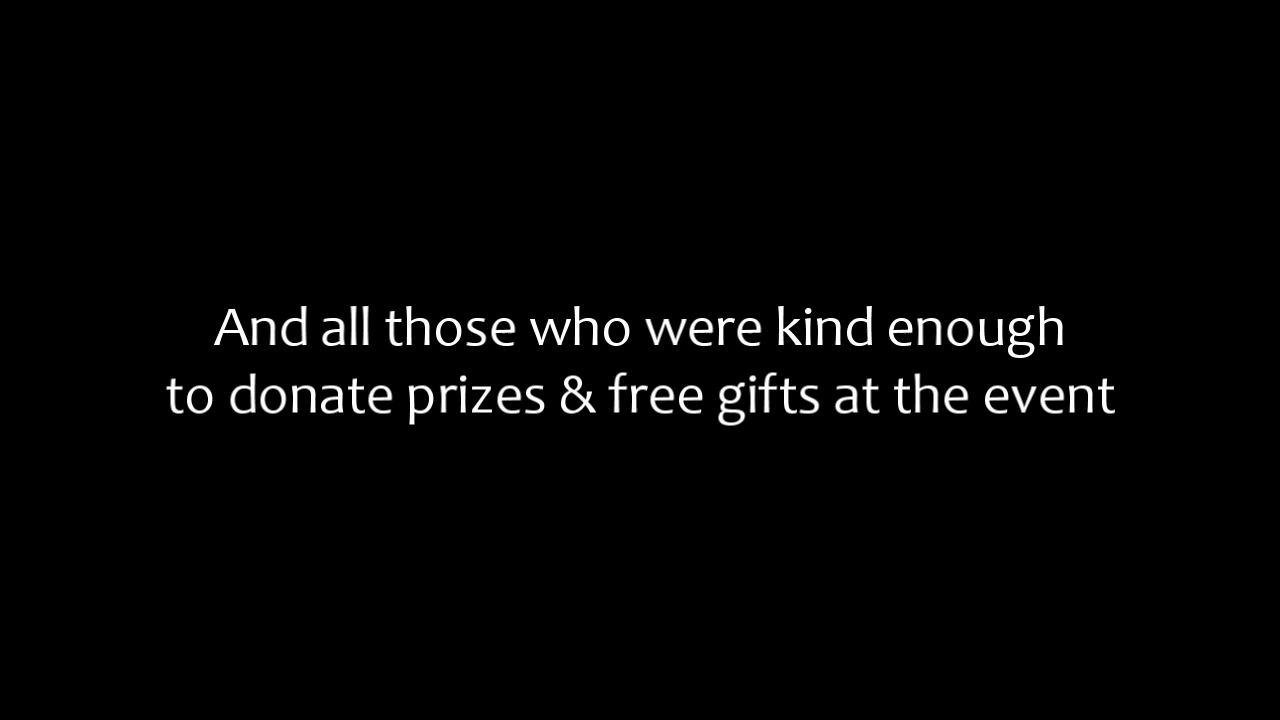 And all those who were kind enough
to donate prizes & free gifts at the event